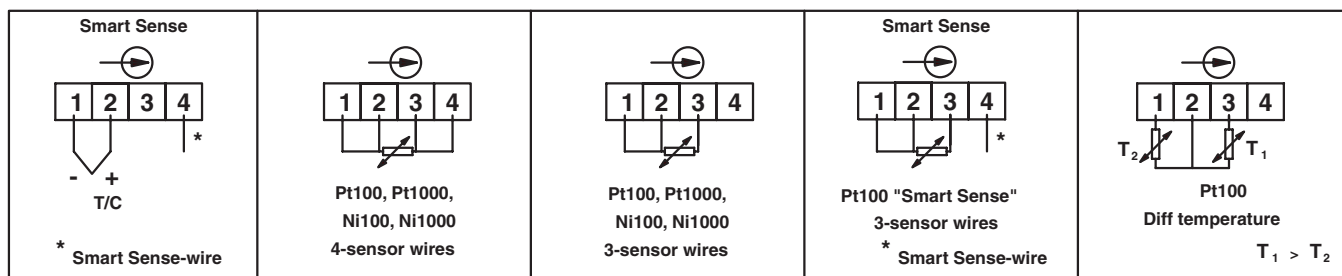 Smart Sense
1 2 3 4
*
- +
T/C
* Smart Sense-wire
1 2 3 4
Pt100, Pt1000,
Ni100, Ni1000
4-sensor wires
1 2 3 4
Pt100, Pt1000,
Ni100, Ni1000
3-sensor wires
Smart Sense
1 2 3 4
*
Pt100 "Smart Sense"
3-sensor wires
* Smart Sense-wire
1 2 3 4
T₂ T₁
Pt100
Diff temperature
T₁ > T₂